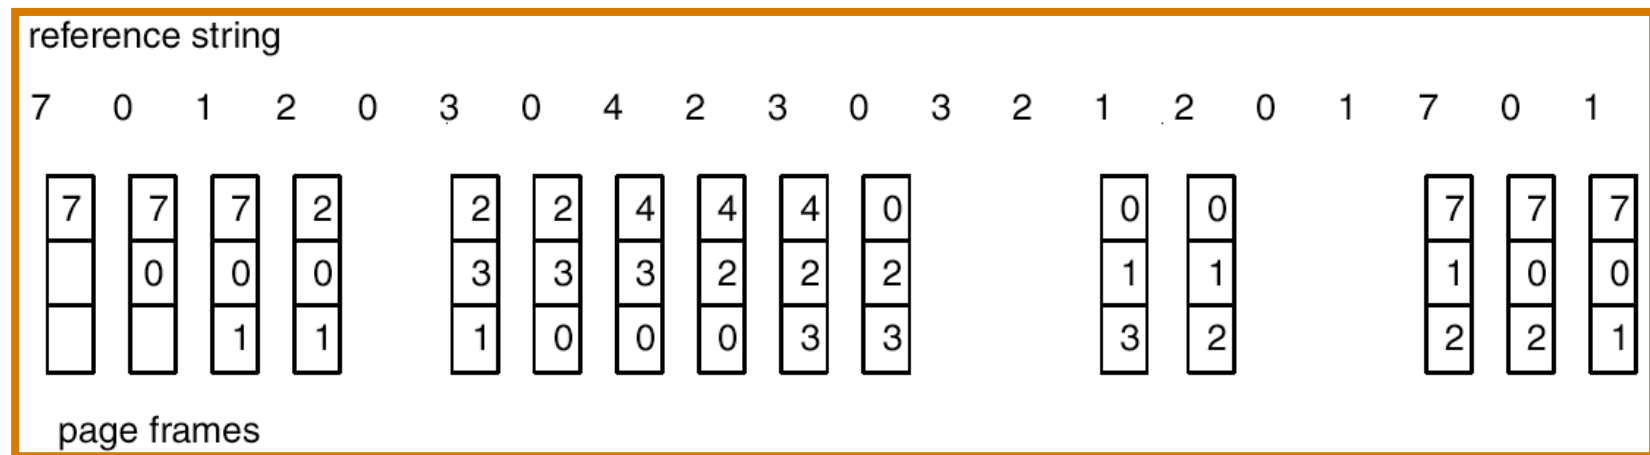 reference string
7 0 1 2 0 3 0 4 2 3 0 3 2 1 2 0 1 7 0 1
7 7 7 2 2 2 4 4 4 0 0 0 7 7 7
0 0 0 3 3 3 2 2 2 1 1 1 0 0
1 1 1 0 0 0 3 3 3 2 2 2 1
page frames